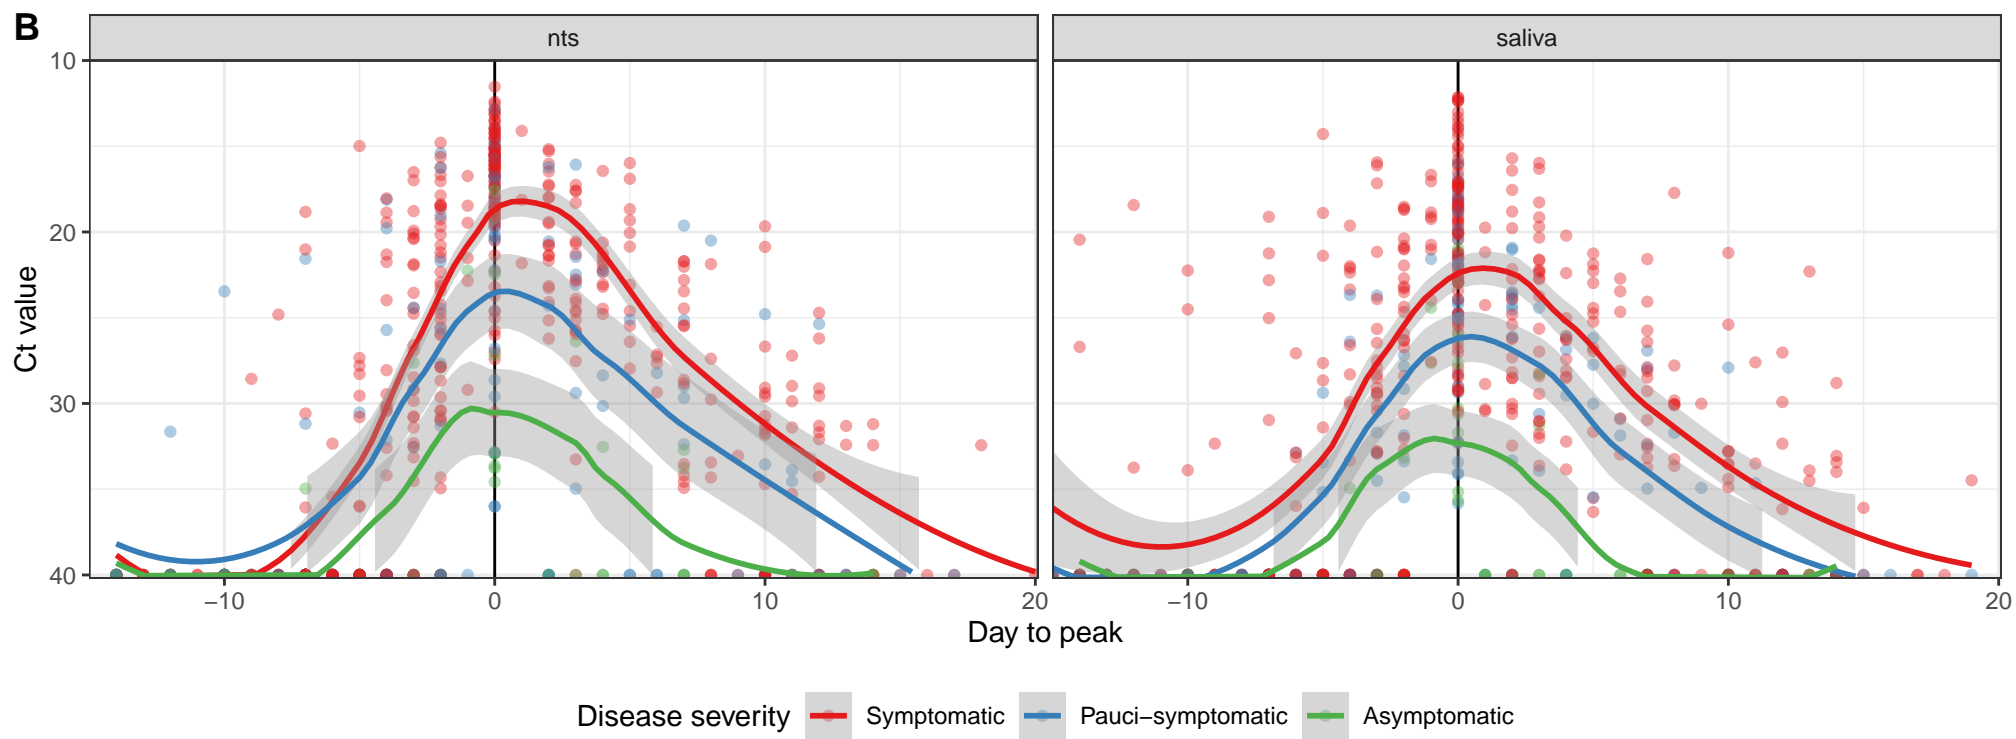 B
nts
saliva
10
20
30
40
Ct value
−10
0
10
20
−10
0
10
20
Day to peak
Disease severity
Symptomatic
Pauci−symptomatic
Asymptomatic